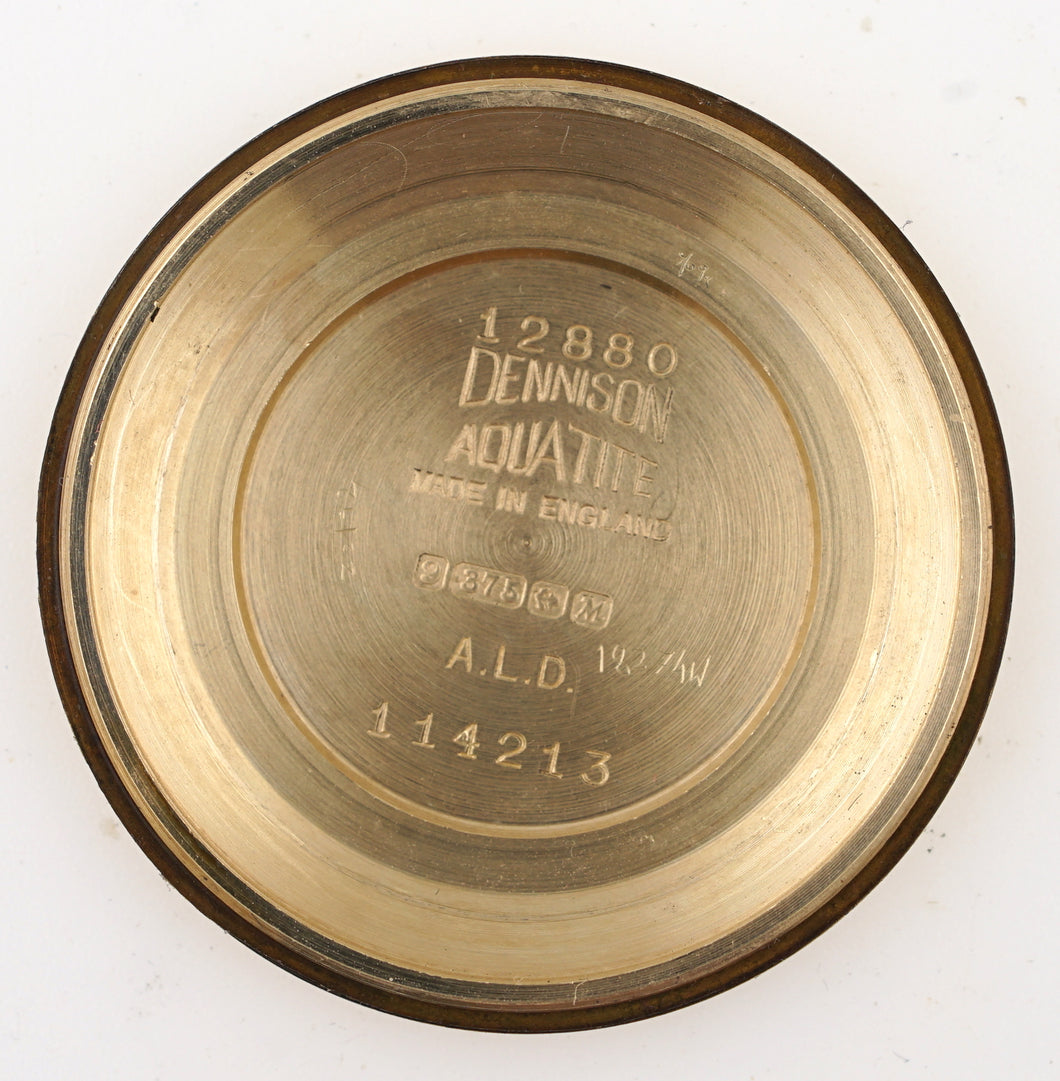 12880
DENNISON
AQUATITE
MADE IN ENGLAND
9 .375 M
A.L.D.
114213